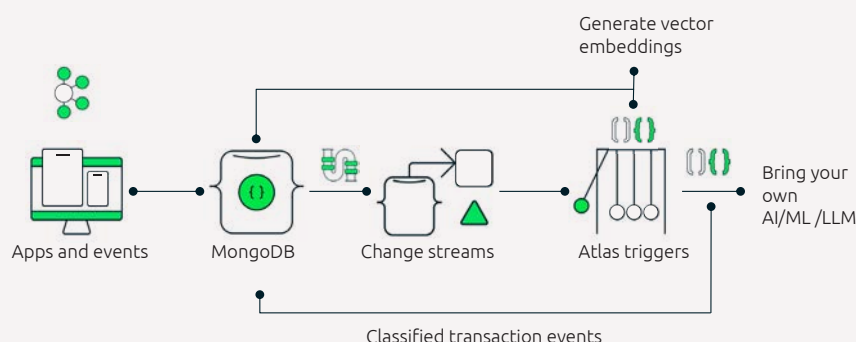 Generate vector
embeddings
Bring your
own
AI/ML /LLM
Apps and events
MongoDB
Change streams
Atlas triggers
Classified transaction events